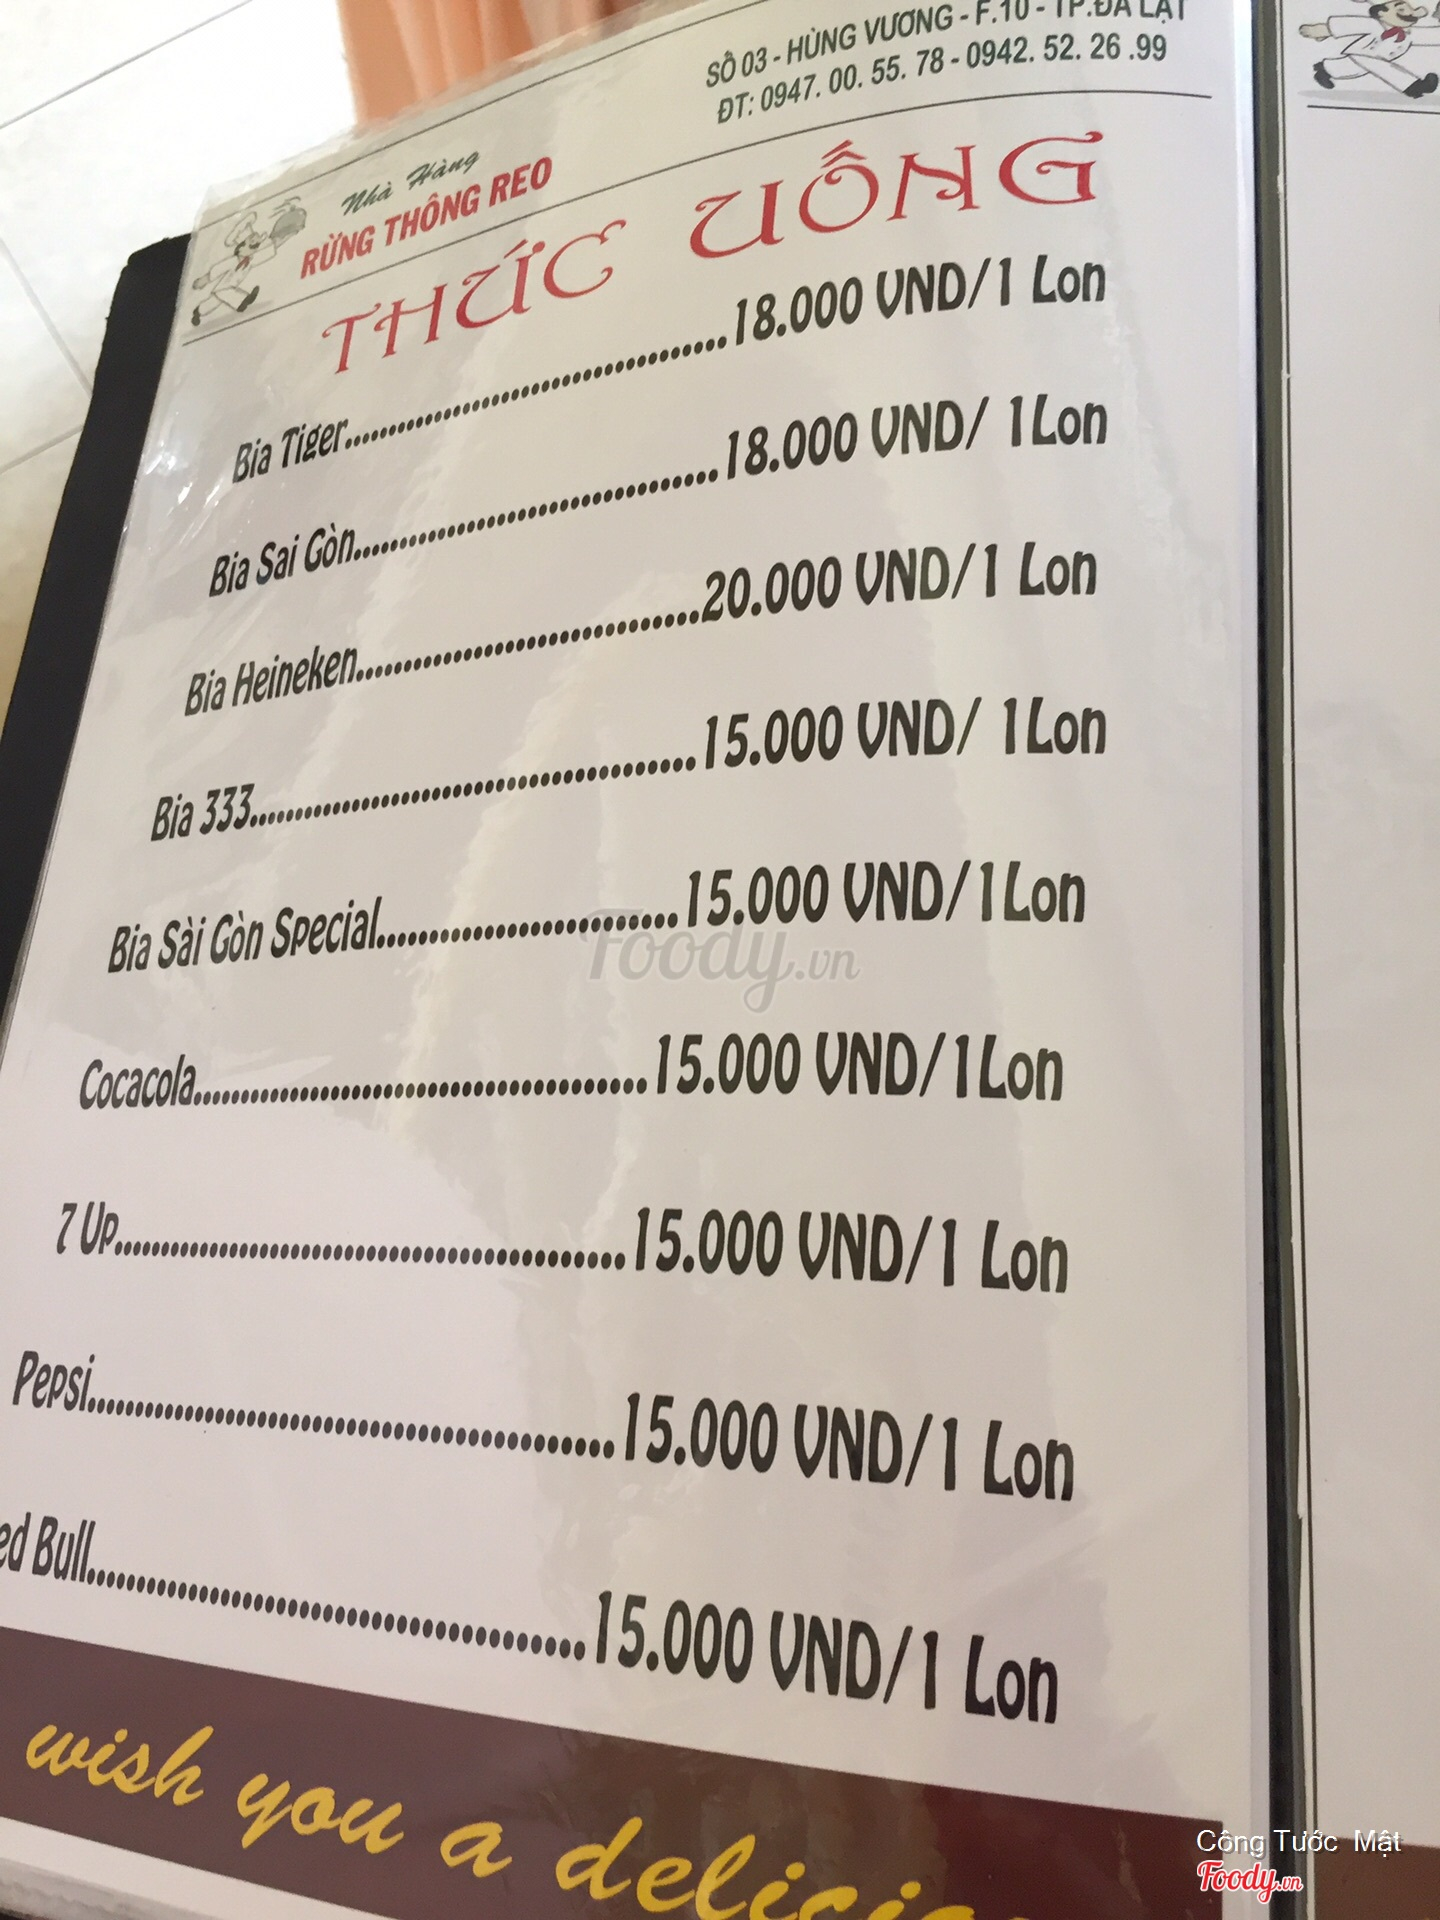 SỐ 03 - HÙNG VƯƠNG - F.10 - TP.ĐÀ LẠT
ĐT: 0947. 00. 55. 78 - 0942. 52. 26 .99
Nhà Hàng
RỪNG THÔNG REO
THỨC UỐNG
Bia Tiger........................................18.000 VND/1 Lon
Bia Sai Gòn........................................18.000 VND/ 1Lon
Bia Heineken........................................20.000 VND/1 Lon
Bia 333........................................15.000 VND/ 1Lon
Bia Sài Gòn Special........................................15.000 VND/1Lon
Cocacola........................................15.000 VND/1Lon
7 Up........................................15.000 VND/1 Lon
Pepsi........................................15.000 VND/1 Lon
ed Bull........................................15.000 VND/1 Lon
wish you a delicio
Foody.vn
Công Tước Mật
Foody.vn